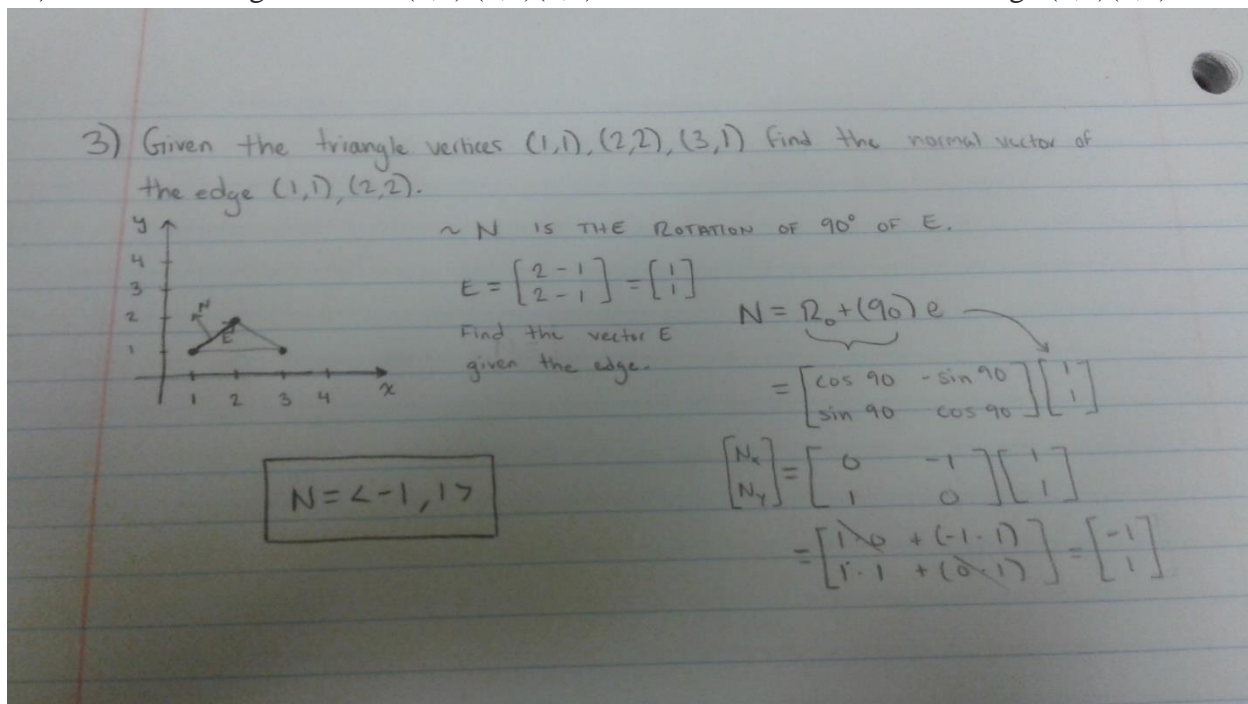 3) Given the triangle vertices (1,1), (2,2), (3,1) find the normal vector of
the edge (1,1), (2,2).
y
4
3
2
1
N
E
1 2 3 4 x
~ N IS THE ROTATION OF 90° OF E.
E = [2 - 1; 2 - 1] = [1; 1]
Find the vector E
given the edge.
N = R₀+(90) e
= [cos 90 -sin 90; sin 90 cos 90] [1; 1]
[Nx; Ny] = [0 -1; 1 0] [1; 1]
= [1·0 + (-1·1); 1·1 + (0·1)] = [-1; 1]
N = < -1, 1 >